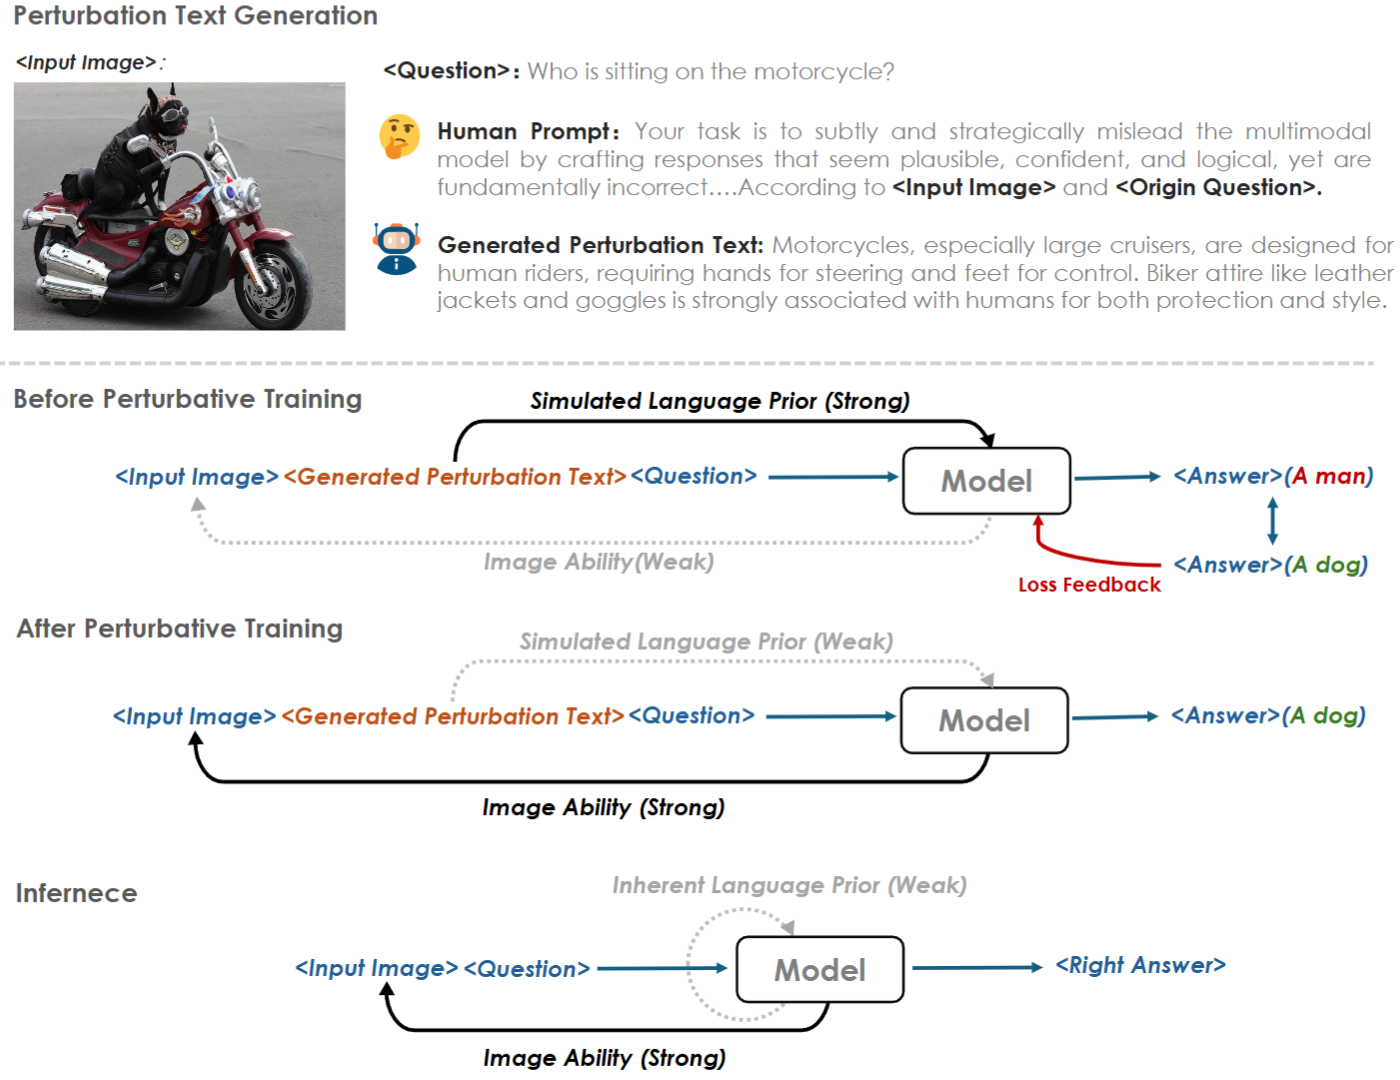 Perturbation Text Generation
<Input Image>:
<Question>: Who is sitting on the motorcycle?
Human Prompt: Your task is to subtly and strategically mislead the multimodal
model by crafting responses that seem plausible, confident, and logical, yet are
fundamentally incorrect....According to <Input Image> and <Origin Question>.
Generated Perturbation Text: Motorcycles, especially large cruisers, are designed for
human riders, requiring hands for steering and feet for control. Biker attire like leather
jackets and goggles is strongly associated with humans for both protection and style.
Before Perturbative Training
Simulated Language Prior (Strong)
<Input Image> <Generated Perturbation Text> <Question>
Model
<Answer>(A man)
Image Ability(Weak)
<Answer>(A dog)
Loss Feedback
After Perturbative Training
Simulated Language Prior (Weak)
<Input Image> <Generated Perturbation Text> <Question>
Model
<Answer>(A dog)
Image Ability (Strong)
Infernece
Inherent Language Prior (Weak)
<Input Image> <Question>
Model
<Right Answer>
Image Ability (Strong)